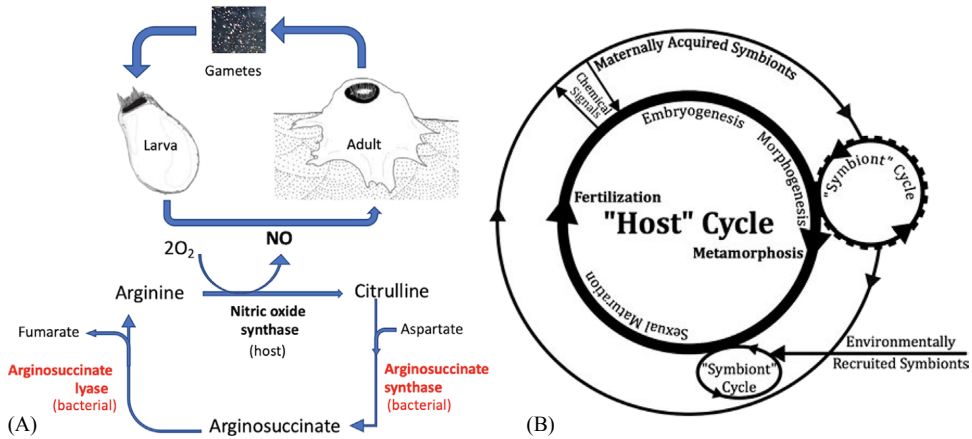 Gametes
Larva
Adult
NO
2O₂
Arginine
Citrulline
Nitric oxide
synthase
(host)
Fumarate
Aspartate
Arginosuccinate
lyase
(bacterial)
Arginosuccinate
synthase
(bacterial)
Arginosuccinate
(A)
Maternally Acquired Symbionts
Chemical
Signals
Embryogenesis
Morphogenesis
"Symbiont" Cycle
Fertilization
"Host" Cycle
Metamorphosis
Sexual Maturation
Environmentally
Recruited Symbionts
"Symbiont"
Cycle
(B)